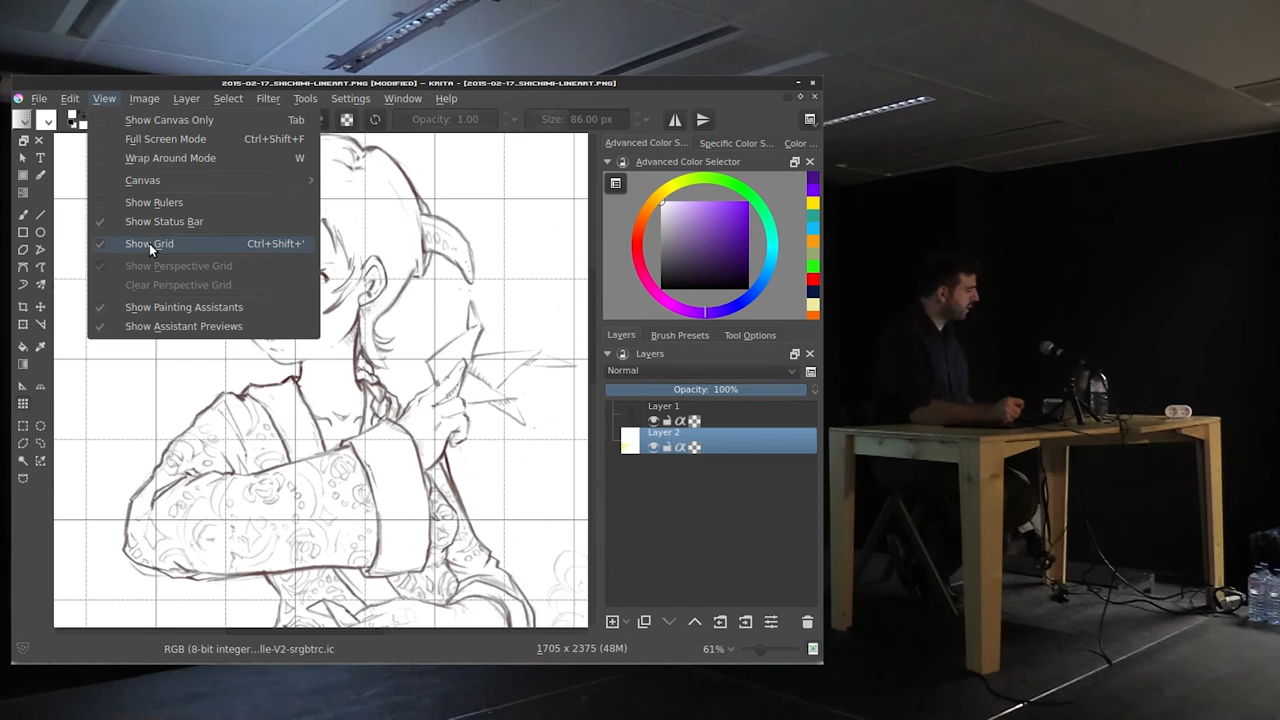 2015-02-17_SHICHIMI-LINEART.PNG [MODIFIED] ~ KRITA - [2015-02-17_SHICHIMI-LINEART.PNG]
File Edit View Image Layer Select Filter Tools Settings Window Help
Opacity: 1.00 Size: 86.00 px
Show Canvas Only Tab
Full Screen Mode Ctrl+Shift+F
Wrap Around Mode W
Canvas
Show Rulers
Show Status Bar
Show Grid Ctrl+Shift+'
Show Perspective Grid
Clear Perspective Grid
Show Painting Assistants
Show Assistant Previews
Advanced Color S... Specific Color S... Color ...
Advanced Color Selector
Layers Brush Presets Tool Options
Layers
Normal
Opacity: 100%
Layer 1
Layer 2
RGB (8-bit integer...lle-V2-srgbtrc.ic 1705 x 2375 (48M) 61%